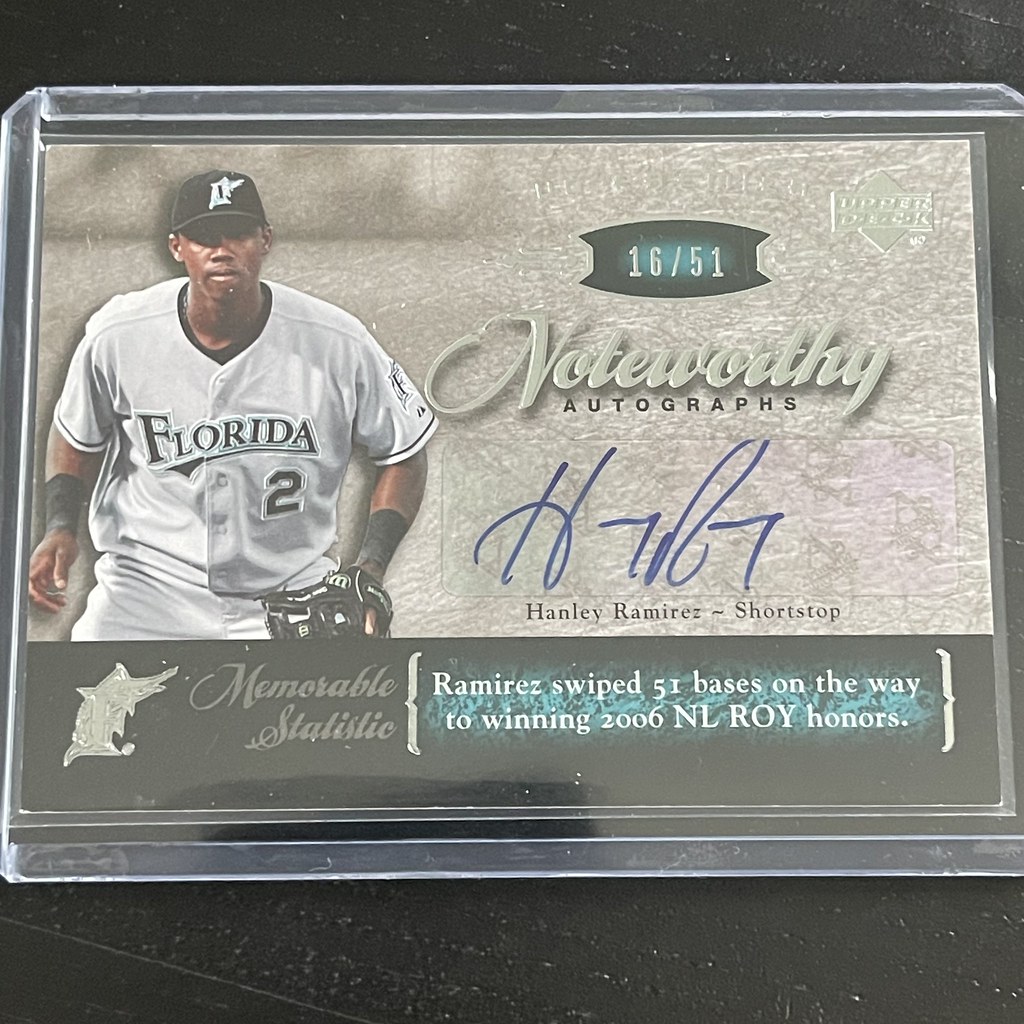 UPPER
DECK
16/51
Noteworthy
AUTOGRAPHS
FLORIDA
2
Hanley Ramirez ~ Shortstop
Memorable
Statistic
Ramirez swiped 51 bases on the way
to winning 2006 NL ROY honors.